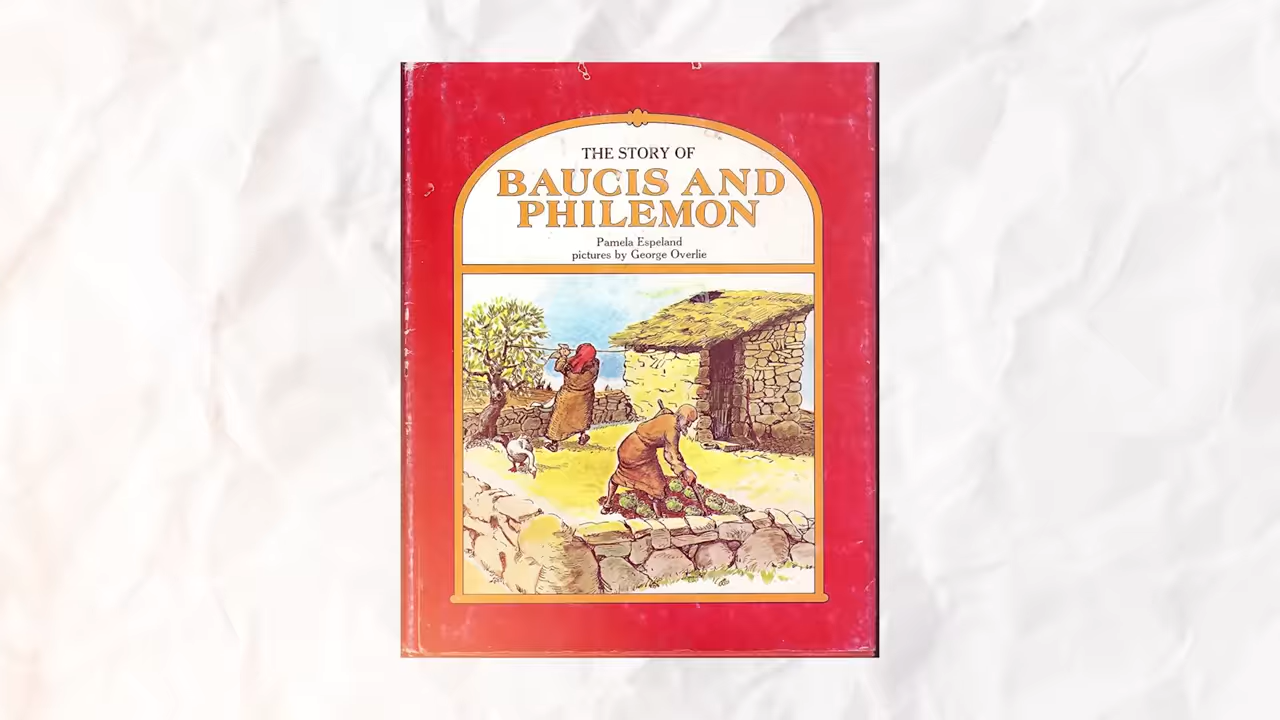 THE STORY OF
BAUCIS AND
PHILEMON
Pamela Espeland
pictures by George Overlie